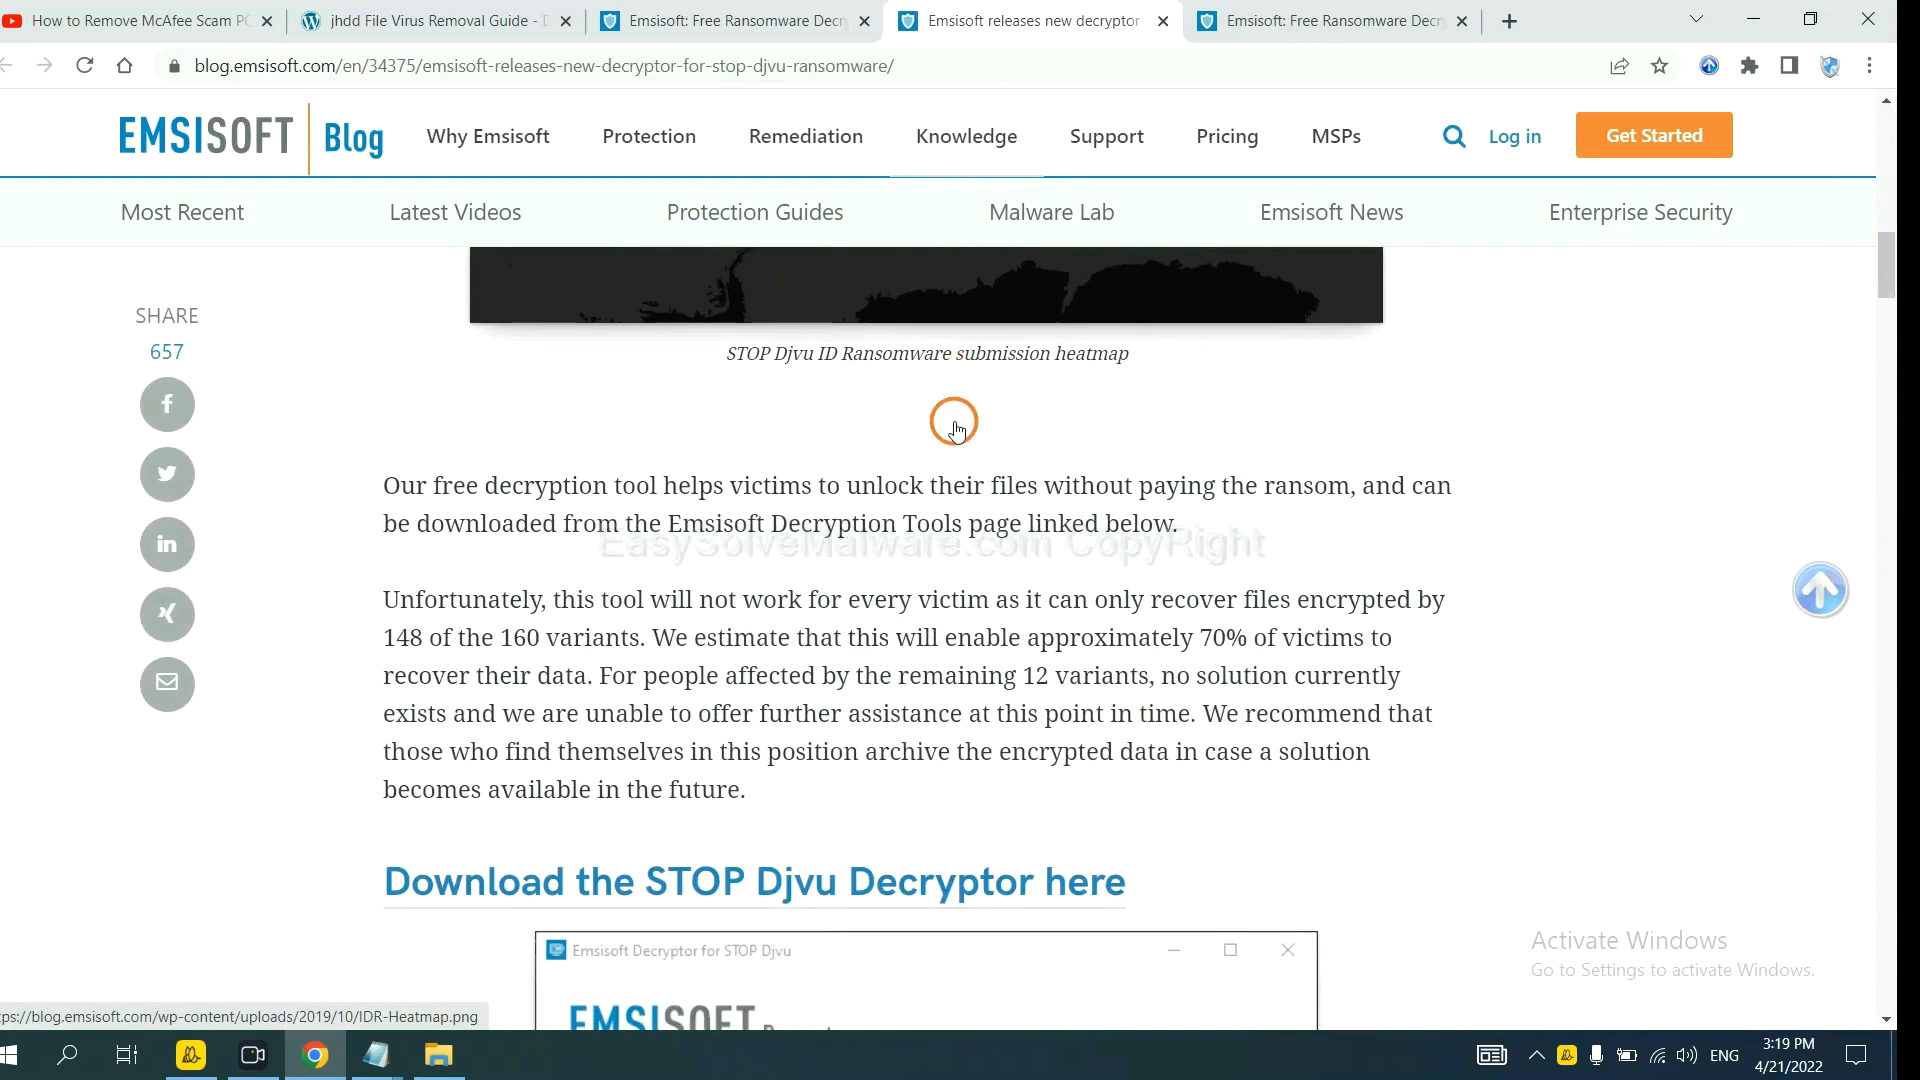 How to Remove McAfee Scam PC
jhdd File Virus Removal Guide - D
Emsisoft: Free Ransomware Decry
Emsisoft releases new decryptor
Emsisoft: Free Ransomware Decry
blog.emsisoft.com/en/34375/emsisoft-releases-new-decryptor-for-stop-djvu-ransomware/
EMSISOFT Blog
Why Emsisoft Protection Remediation Knowledge Support Pricing MSPs Log in Get Started
Most Recent Latest Videos Protection Guides Malware Lab Emsisoft News Enterprise Security
SHARE
657
STOP Djvu ID Ransomware submission heatmap
Our free decryption tool helps victims to unlock their files without paying the ransom, and can
be downloaded from the Emsisoft Decryption Tools page linked below.
EasySolveMalware.com CopyRight
Unfortunately, this tool will not work for every victim as it can only recover files encrypted by
148 of the 160 variants. We estimate that this will enable approximately 70% of victims to
recover their data. For people affected by the remaining 12 variants, no solution currently
exists and we are unable to offer further assistance at this point in time. We recommend that
those who find themselves in this position archive the encrypted data in case a solution
becomes available in the future.
Download the STOP Djvu Decryptor here
Emsisoft Decryptor for STOP Djvu
EMSISOFT
Activate Windows
Go to Settings to activate Windows.
ps://blog.emsisoft.com/wp-content/uploads/2019/10/IDR-Heatmap.png
ENG
3:19 PM
4/21/2022